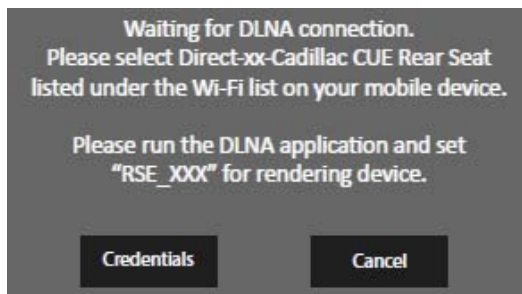 Waiting for DLNA connection.
Please select Direct-xx-Cadillac CUE Rear Seat
listed under the Wi-Fi list on your mobile device.
Please run the DLNA application and set
“RSE_XXX” for rendering device.
Credentials
Cancel